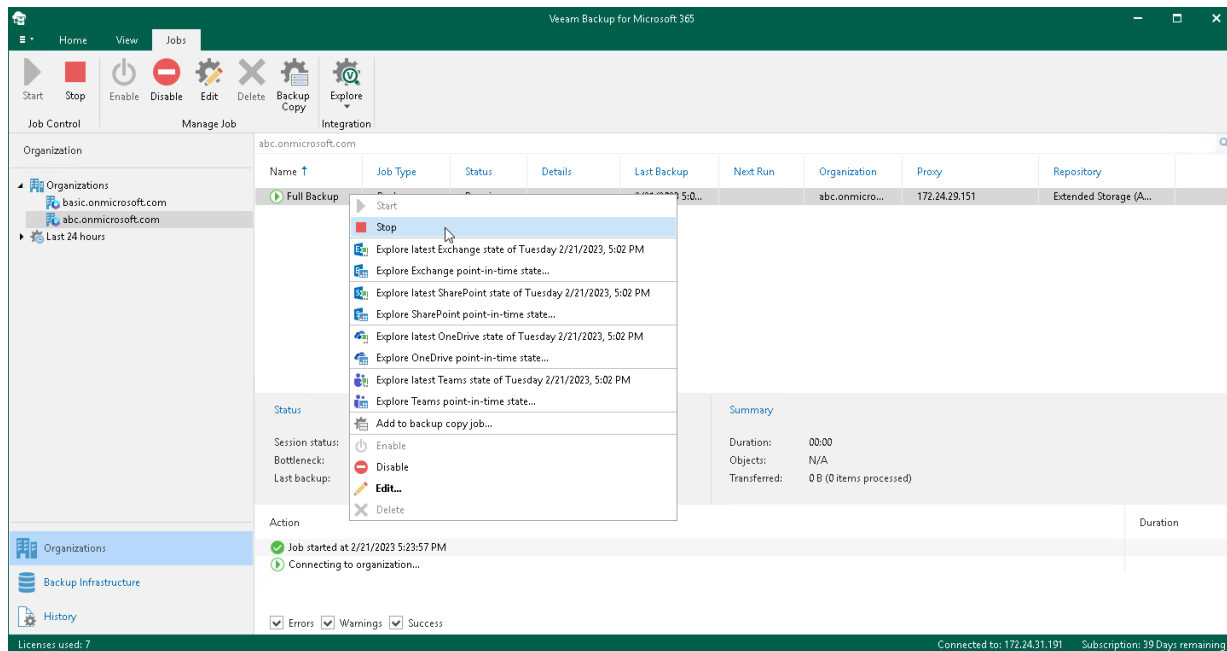 Veeam Backup for Microsoft 365
Home View Jobs
Start Stop Enable Disable Edit Delete Backup Copy Explore
Job Control Manage Job Integration
Organization
Organizations
basic.onmicrosoft.com
abc.onmicrosoft.com
Last 24 hours
abc.onmicrosoft.com
Name Job Type Status Details Last Backup Next Run Organization Proxy Repository
Full Backup 5:0... abc.onmicro... 172.24.29.151 Extended Storage (A...
Start
Stop
Explore latest Exchange state of Tuesday 2/21/2023, 5:02 PM
Explore Exchange point-in-time state...
Explore latest SharePoint state of Tuesday 2/21/2023, 5:02 PM
Explore SharePoint point-in-time state...
Explore latest OneDrive state of Tuesday 2/21/2023, 5:02 PM
Explore OneDrive point-in-time state...
Explore latest Teams state of Tuesday 2/21/2023, 5:02 PM
Explore Teams point-in-time state...
Add to backup copy job...
Enable
Disable
Edit...
Delete
Status
Session status:
Bottleneck:
Last backup:
Summary
Duration: 00:00
Objects: N/A
Transferred: 0 B (0 items processed)
Action Duration
Job started at 2/21/2023 5:23:57 PM
Connecting to organization...
Errors Warnings Success
Organizations
Backup Infrastructure
History
Licenses used: 7
Connected to: 172.24.31.191 Subscription: 39 Days remaining